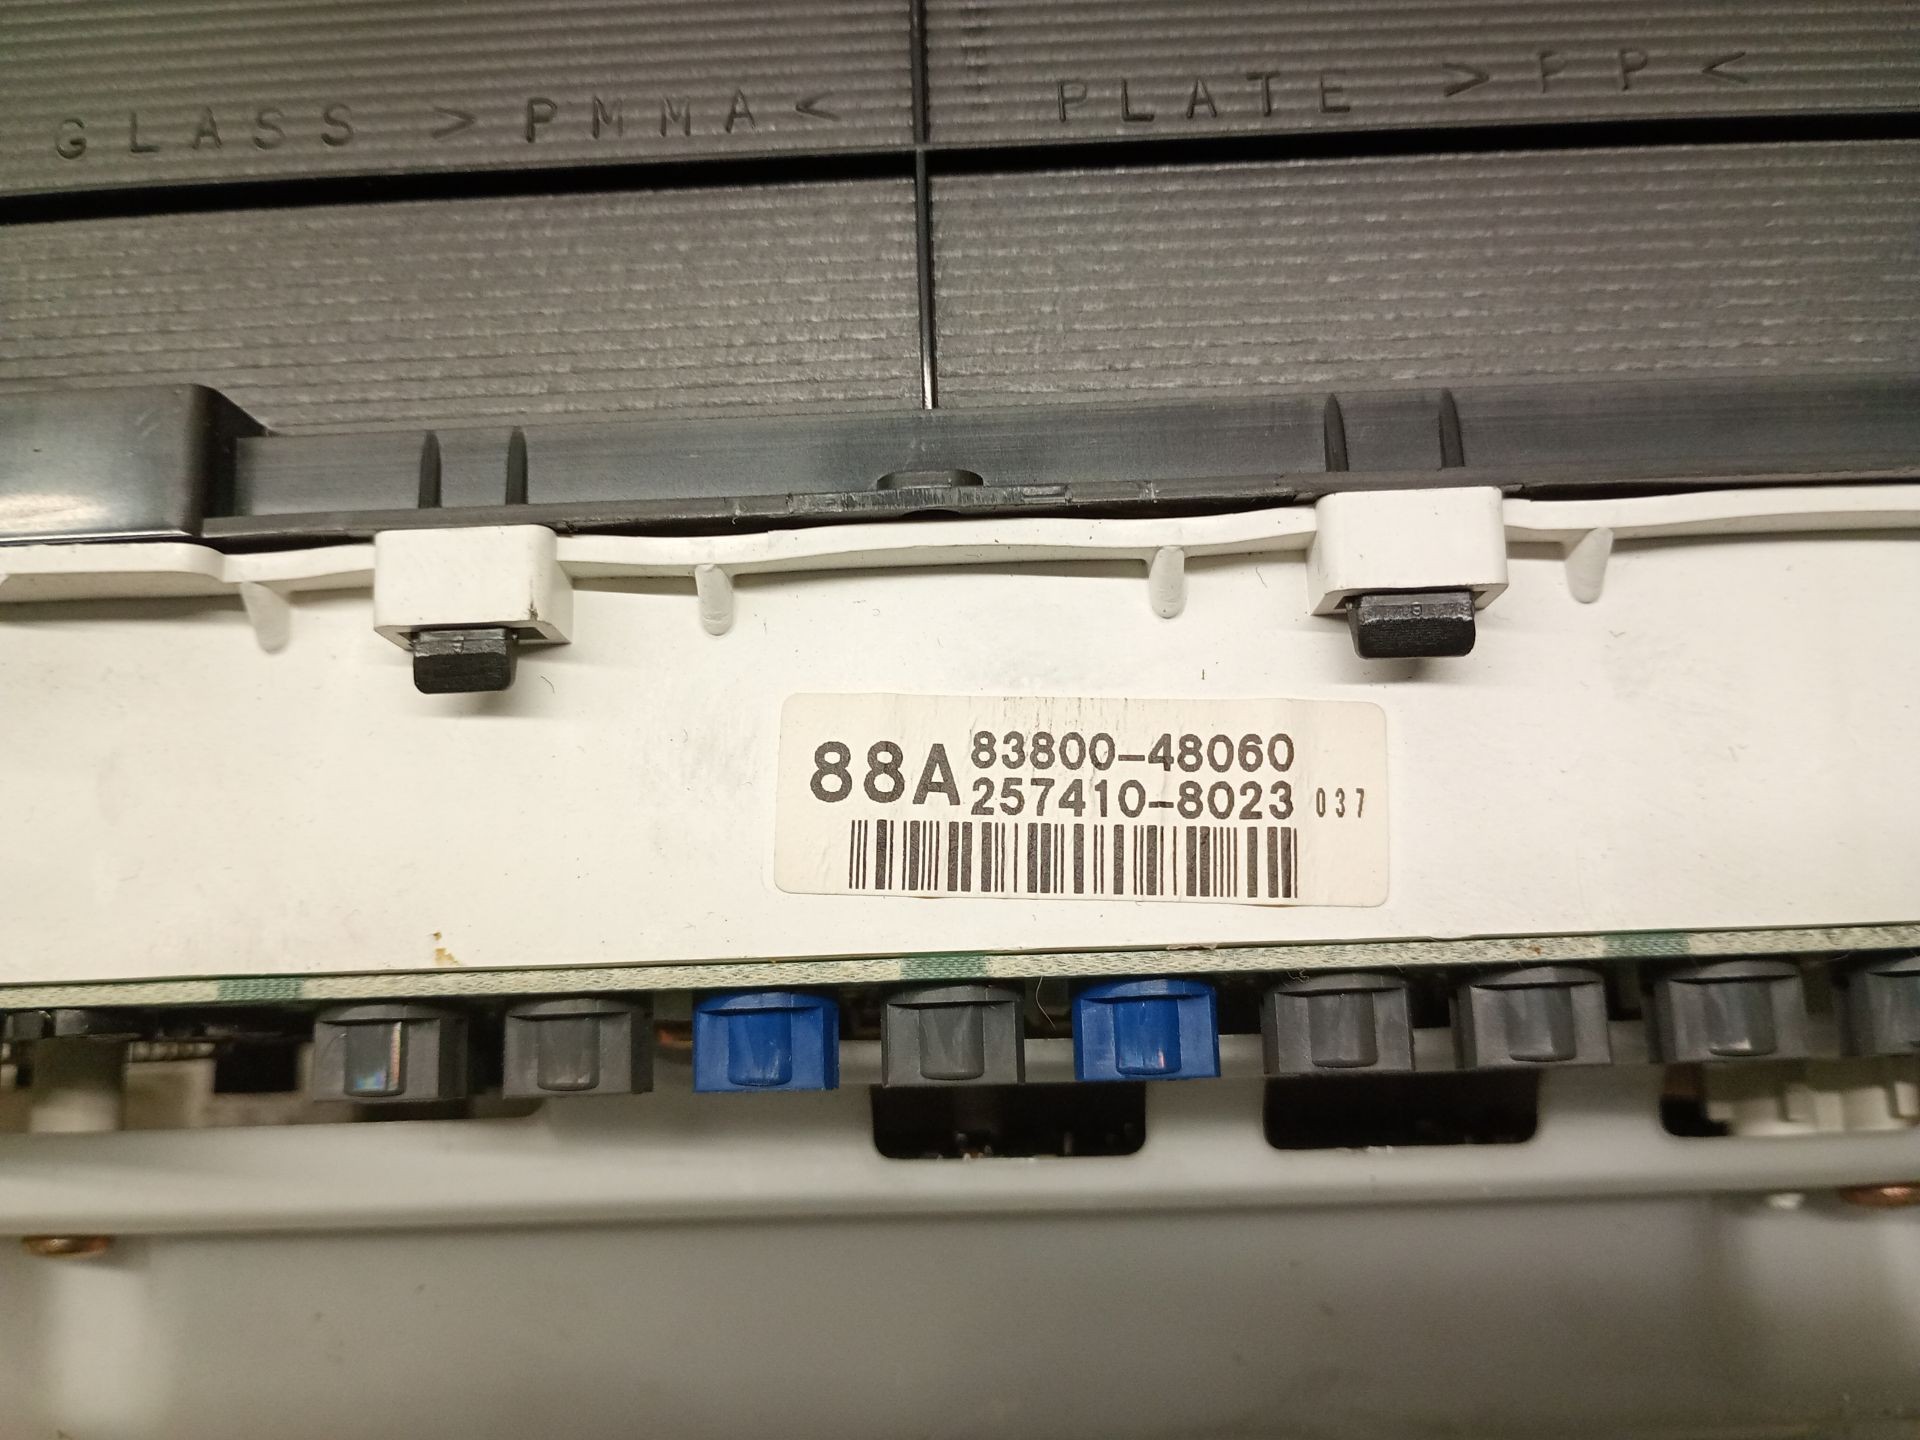 GLASS >PMMA< PLATE >PP<
88A 83800-48060
257410-8023 037